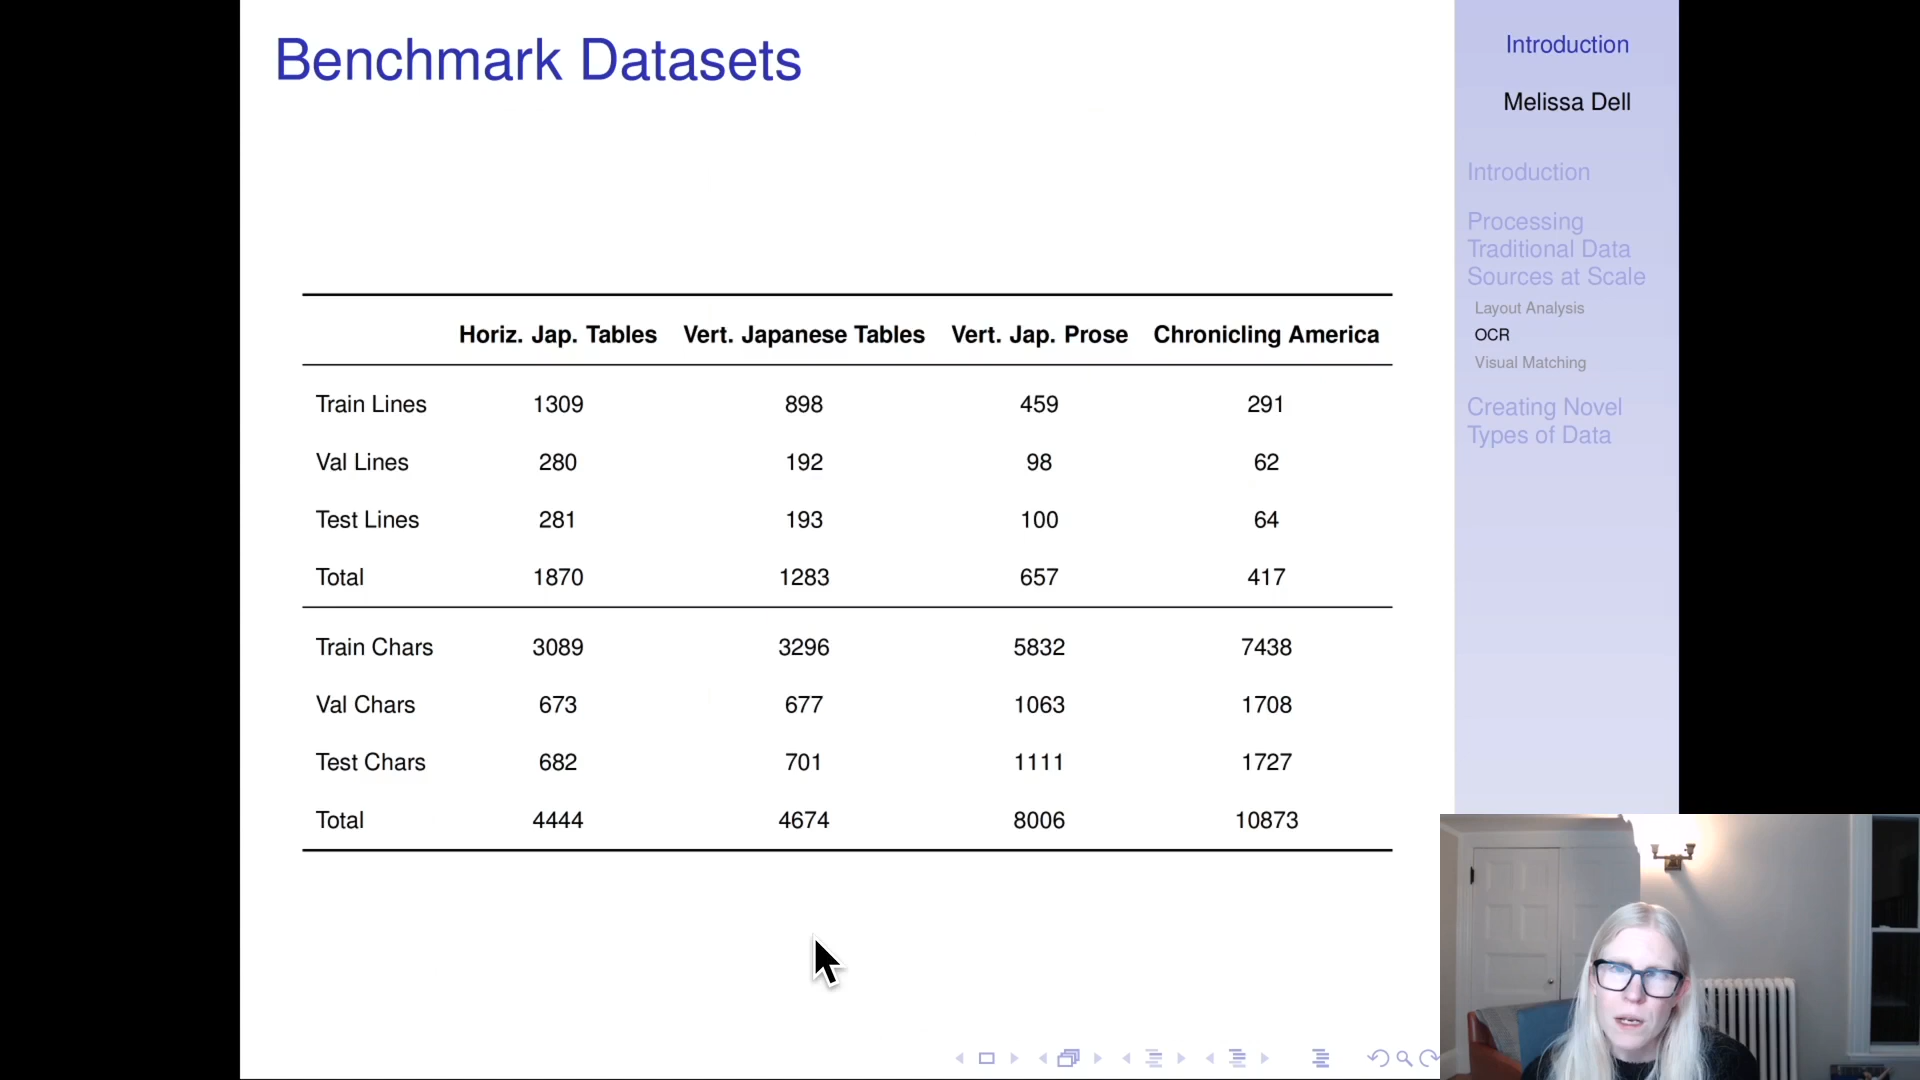 Benchmark Datasets
Horiz. Jap. Tables Vert. Japanese Tables Vert. Jap. Prose Chronicling America
Train Lines 1309 898 459 291
Val Lines 280 192 98 62
Test Lines 281 193 100 64
Total 1870 1283 657 417
Train Chars 3089 3296 5832 7438
Val Chars 673 677 1063 1708
Test Chars 682 701 1111 1727
Total 4444 4674 8006 10873
Introduction
Melissa Dell
Introduction
Processing
Traditional Data
Sources at Scale
Layout Analysis
OCR
Visual Matching
Creating Novel
Types of Data